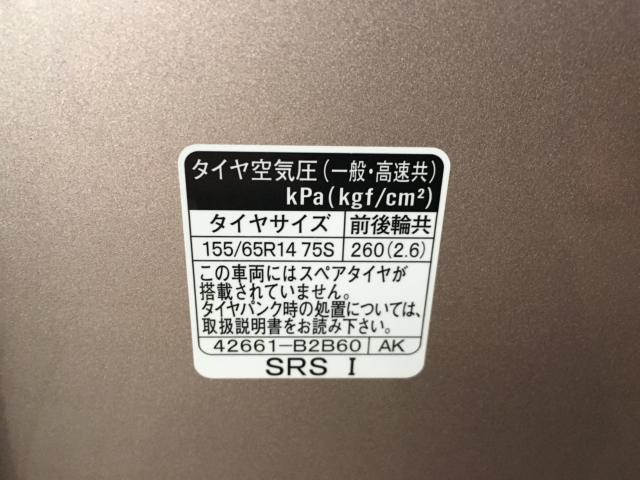 タイヤ空気圧(一般・高速共)
kPa(kgf/cm²)
タイヤサイズ 前後輪共
155/65R14 75S 260(2.6)
この車両にはスペアタイヤが
搭載されていません。
タイヤパンク時の処置については、
取扱説明書をお読み下さい。
42661-B2B60 AK
SRS I